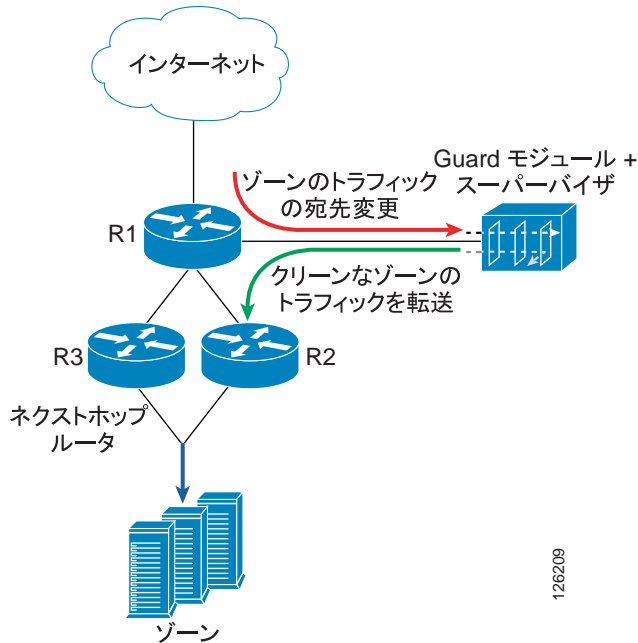 インターネット
Guard モジュール +
スーパーバイザ
ゾーンのトラフィック
の宛先変更
R1
クリーンなゾーンの
トラフィックを転送
R3
R2
ネクストホップ
ルータ
ゾーン
126209